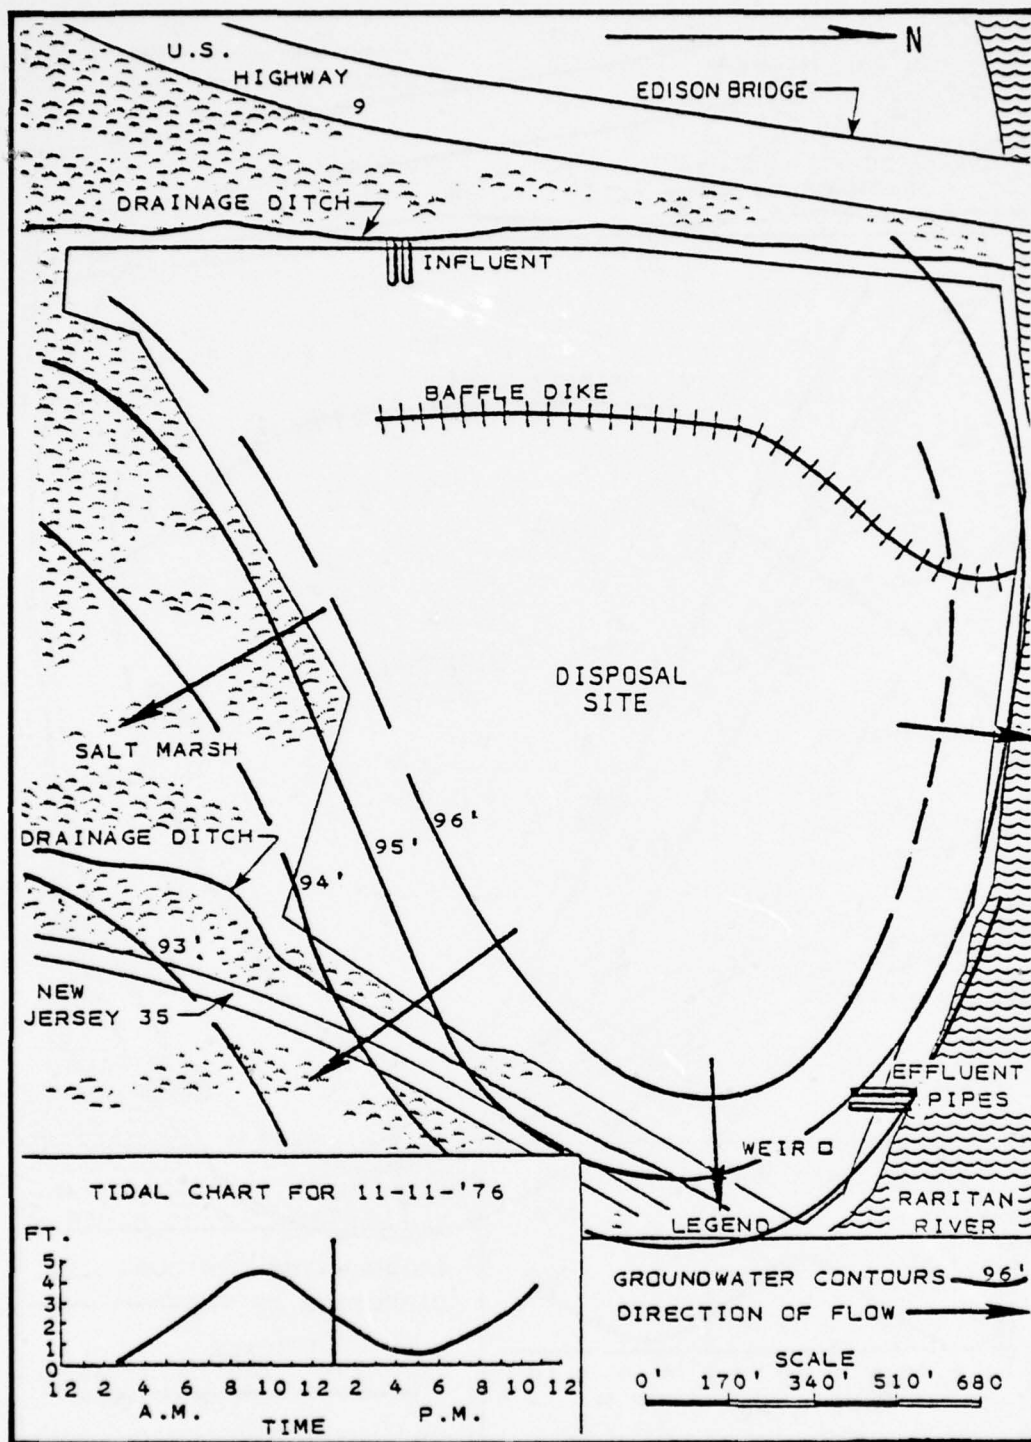 N
U.S.
HIGHWAY
9
EDISON BRIDGE
DRAINAGE DITCH
INFLUENT
BAFFLE DIKE
DISPOSAL
SITE
SALT MARSH
DRAINAGE DITCH
96'
95'
94'
93'
NEW
JERSEY 35
EFFLUENT
PIPES
WEIR
RARITAN
RIVER
LEGEND
GROUNDWATER CONTOURS 96'
DIRECTION OF FLOW
SCALE
0' 170' 340' 510' 680
TIDAL CHART FOR 11-11-'76
FT.
5
4
3
2
1
0
12 2 4 6 8 10 12 2 4 6 8 10 12
A.M. P.M.
TIME